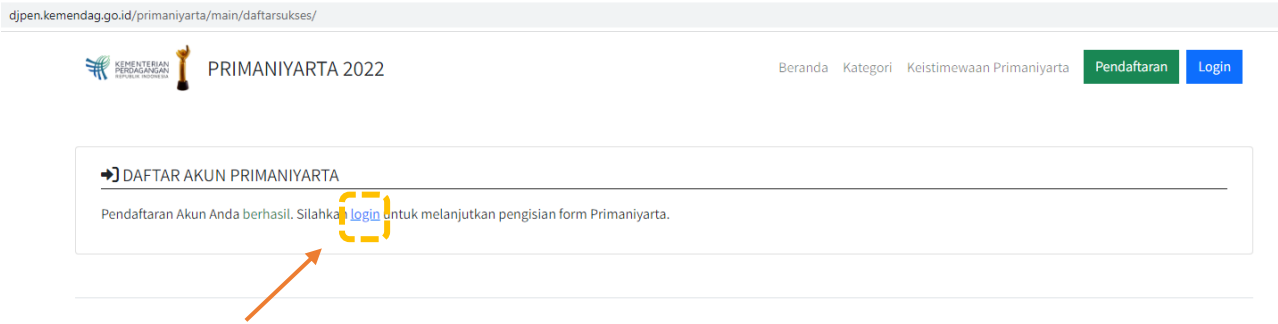 djpen.kemendag.go.id/primaniyarta/main/daftarsukses/
KEMENTERIAN
PERDAGANGAN
REPUBLIK INDONESIA
PRIMANIYARTA 2022
Beranda Kategori Keistimewaan Primaniyarta Pendaftaran Login
DAFTAR AKUN PRIMANIYARTA
Pendaftaran Akun Anda berhasil. Silahkan login untuk melanjutkan pengisian form Primaniyarta.